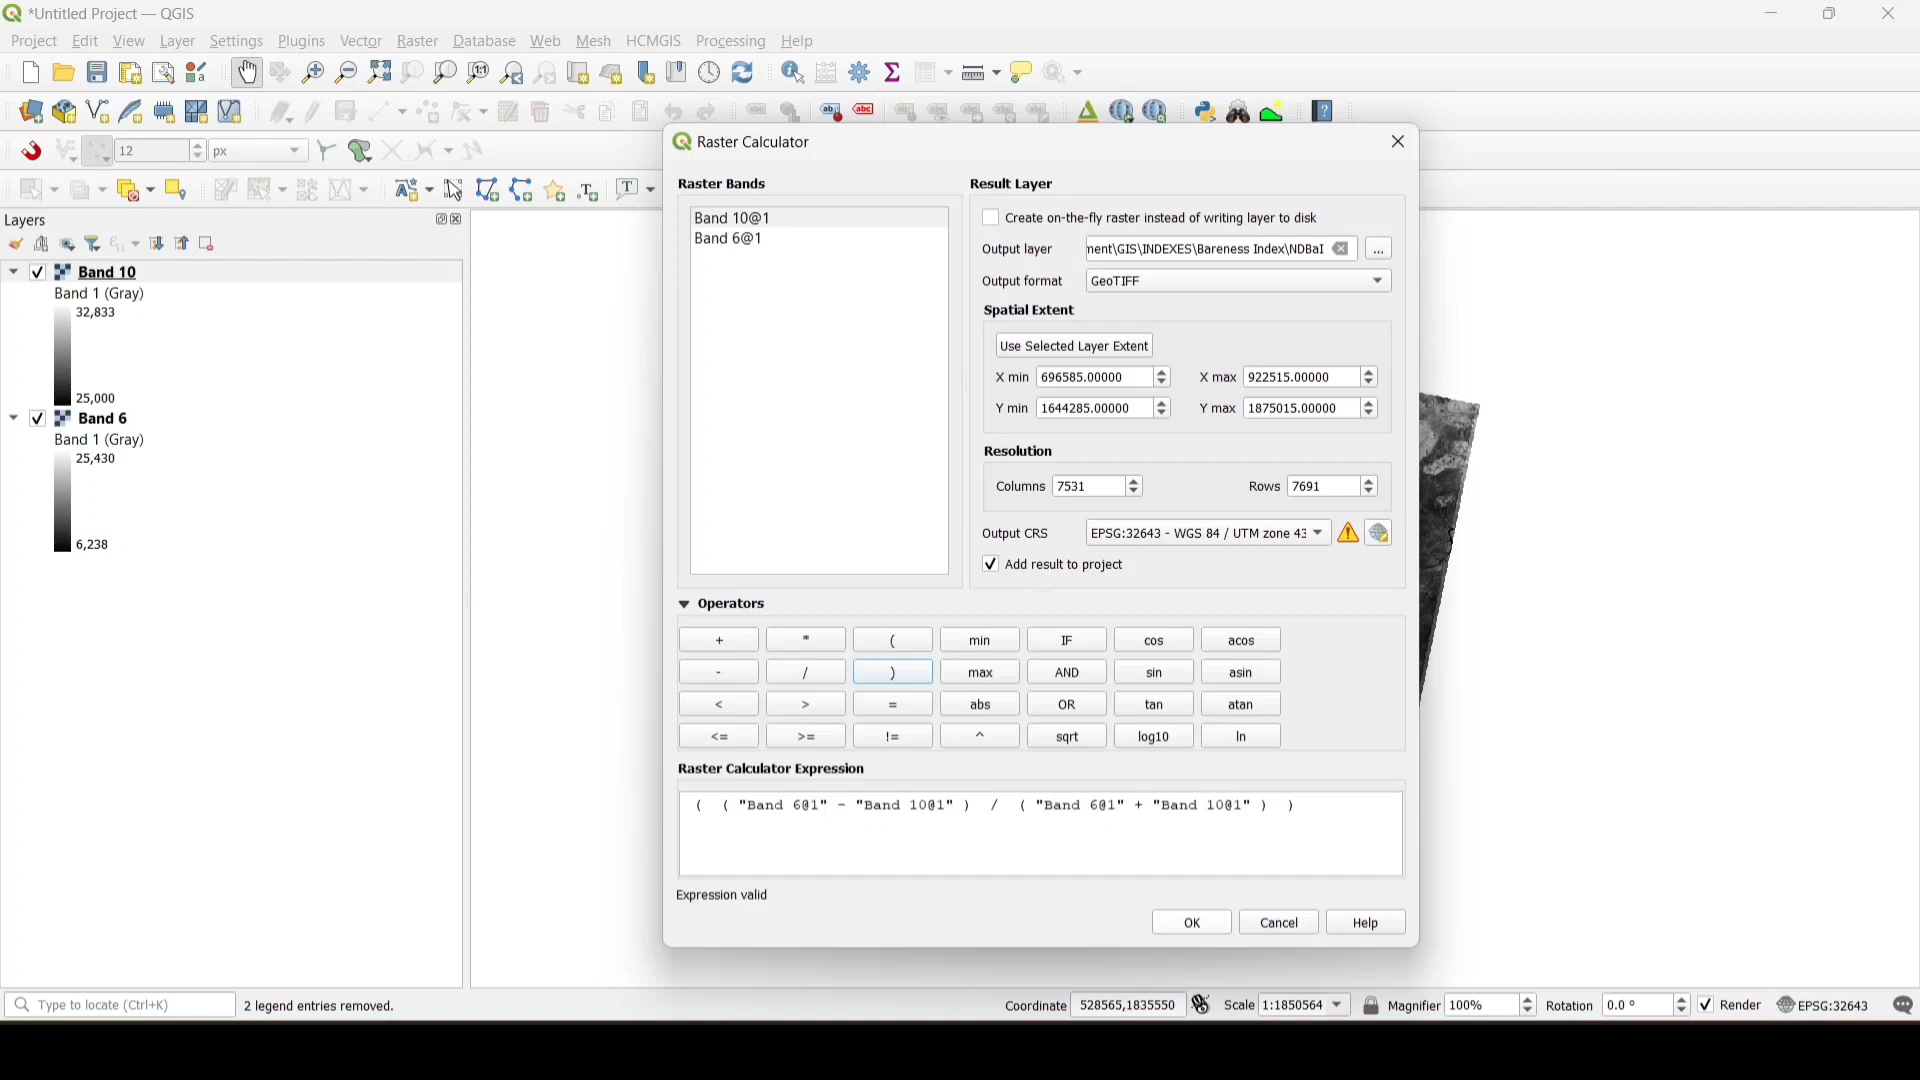 *Untitled Project — QGIS
Project Edit View Layer Settings Plugins Vector Raster Database Web Mesh HCMGIS Processing Help
12 px
Layers
Band 10
Band 1 (Gray)
32,833
25,000
Band 6
Band 1 (Gray)
25,430
6,238
Raster Calculator
Raster Bands
Band 10@1
Band 6@1
Result Layer
Create on-the-fly raster instead of writing layer to disk
Output layer nent\GIS\INDEXES\Bareness Index\NDBaI ...
Output format GeoTIFF
Spatial Extent
Use Selected Layer Extent
X min 696585.00000 X max 922515.00000
Y min 1644285.00000 Y max 1875015.00000
Resolution
Columns 7531 Rows 7691
Output CRS EPSG:32643 - WGS 84 / UTM zone 43
Add result to project
Operators
+ * ( min IF cos acos
- / ) max AND sin asin
< > = abs OR tan atan
<= >= != ^ sqrt log10 ln
Raster Calculator Expression
( ( "Band 6@1" - "Band 10@1" ) / ( "Band 6@1" + "Band 10@1" ) )
Expression valid
OK Cancel Help
Type to locate (Ctrl+K) 2 legend entries removed. Coordinate 528565,1835550 Scale 1:1850564 Magnifier 100% Rotation 0.0 ° Render EPSG:32643